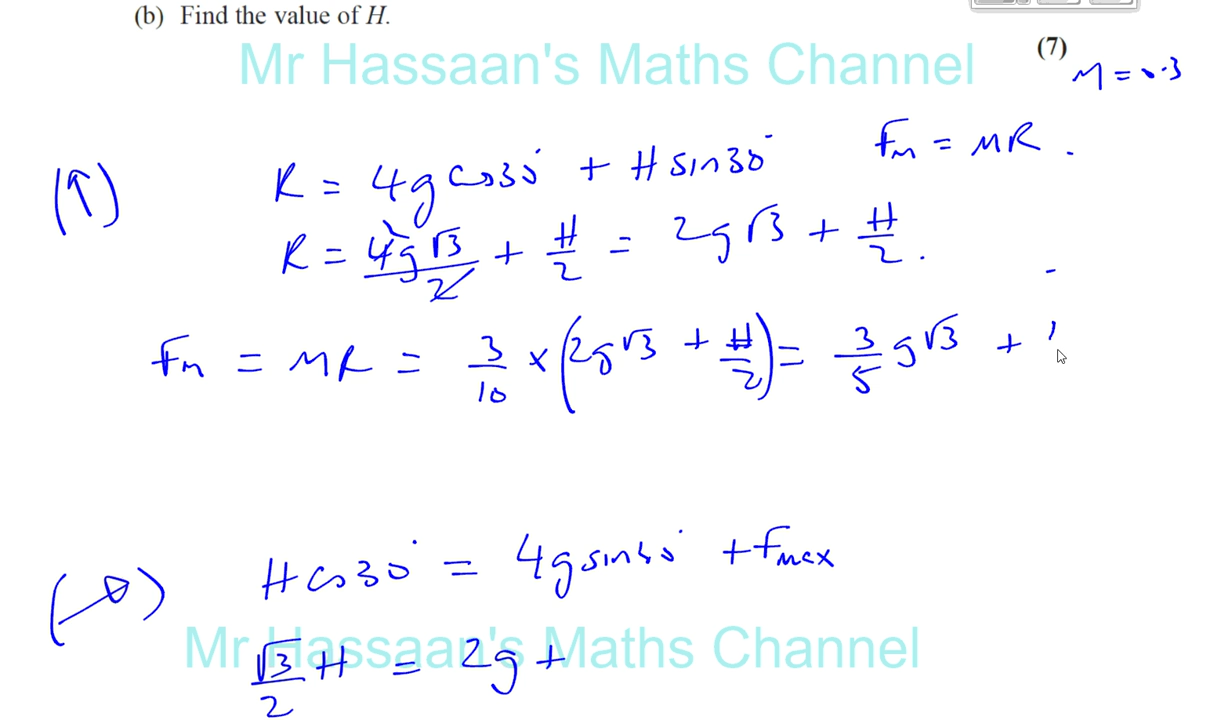 (b) Find the value of H.
Mr Hassaan's Maths Channel
(7)
μ = 0.3
(↑) R = 4g cos30° + H sin30°
Fm = μR.
R = 4g√3/2 + H/2 = 2g√3 + H/2.
Fm = μR = 3/10 × (2g√3 + H/2) = 3/5 g√3 +
(↗) H cos30° = 4g sin30° + Fmax
Mr Hassaan's Maths Channel
√3/2 H = 2g +